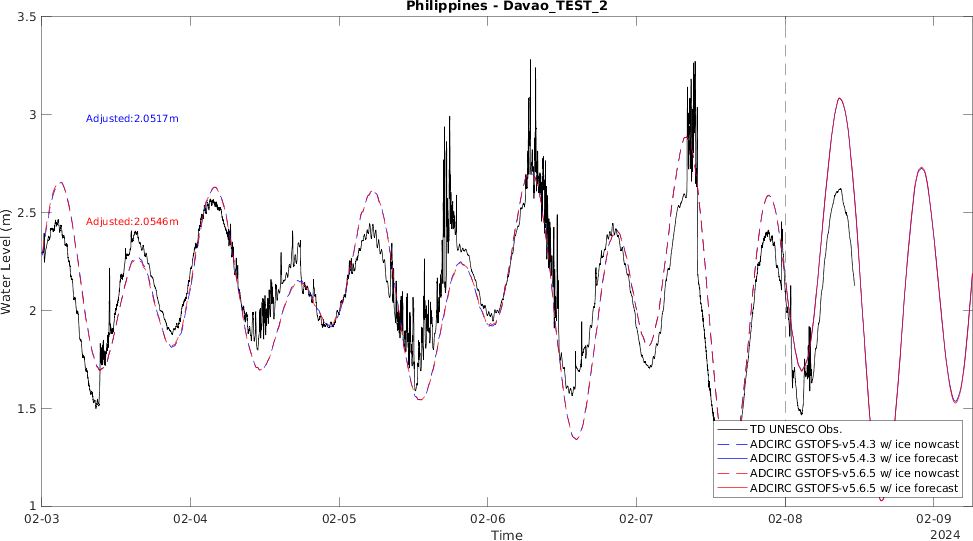 Philippines - Davao_TEST_2
3.5
3
2.5
2
1.5
1
Water Level (m)
Adjusted:2.0517m
Adjusted:2.0546m
TD UNESCO Obs.
ADCIRC GSTOFS-v5.4.3 w/ ice nowcast
ADCIRC GSTOFS-v5.4.3 w/ ice forecast
ADCIRC GSTOFS-v5.6.5 w/ ice nowcast
ADCIRC GSTOFS-v5.6.5 w/ ice forecast
02-03 02-04 02-05 02-06 02-07 02-08 02-09
Time
2024